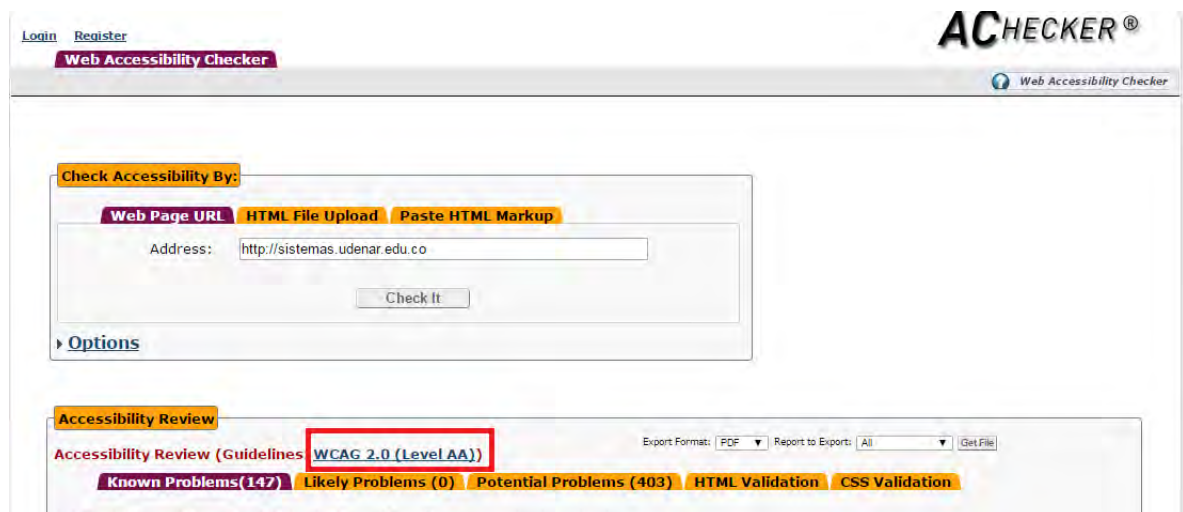 Login Register
ACHECKER ®
Web Accessibility Checker
Web Accessibility Checker
Check Accessibility By:
Web Page URL HTML File Upload Paste HTML Markup
Address: http://sistemas.udenar.edu.co
Check It
Options
Accessibility Review
Export Format: PDF Report to Export: All Get File
Accessibility Review (Guidelines: WCAG 2.0 (Level AA))
Known Problems(147) Likely Problems (0) Potential Problems (403) HTML Validation CSS Validation